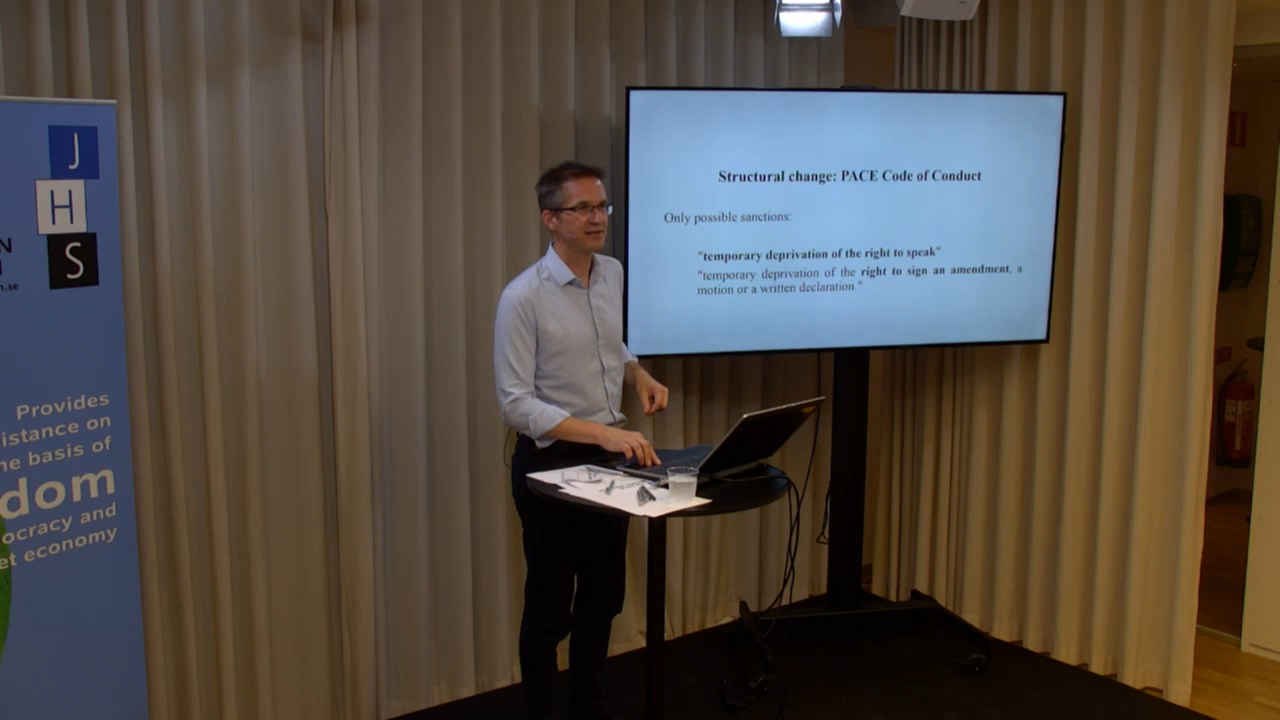 J
H
S
N
n.se
Provides
istance on
he basis of
dom
ocracy and
et economy
Structural change: PACE Code of Conduct
Only possible sanctions:
"temporary deprivation of the right to speak"
"temporary deprivation of the right to sign an amendment, a
motion or a written declaration."